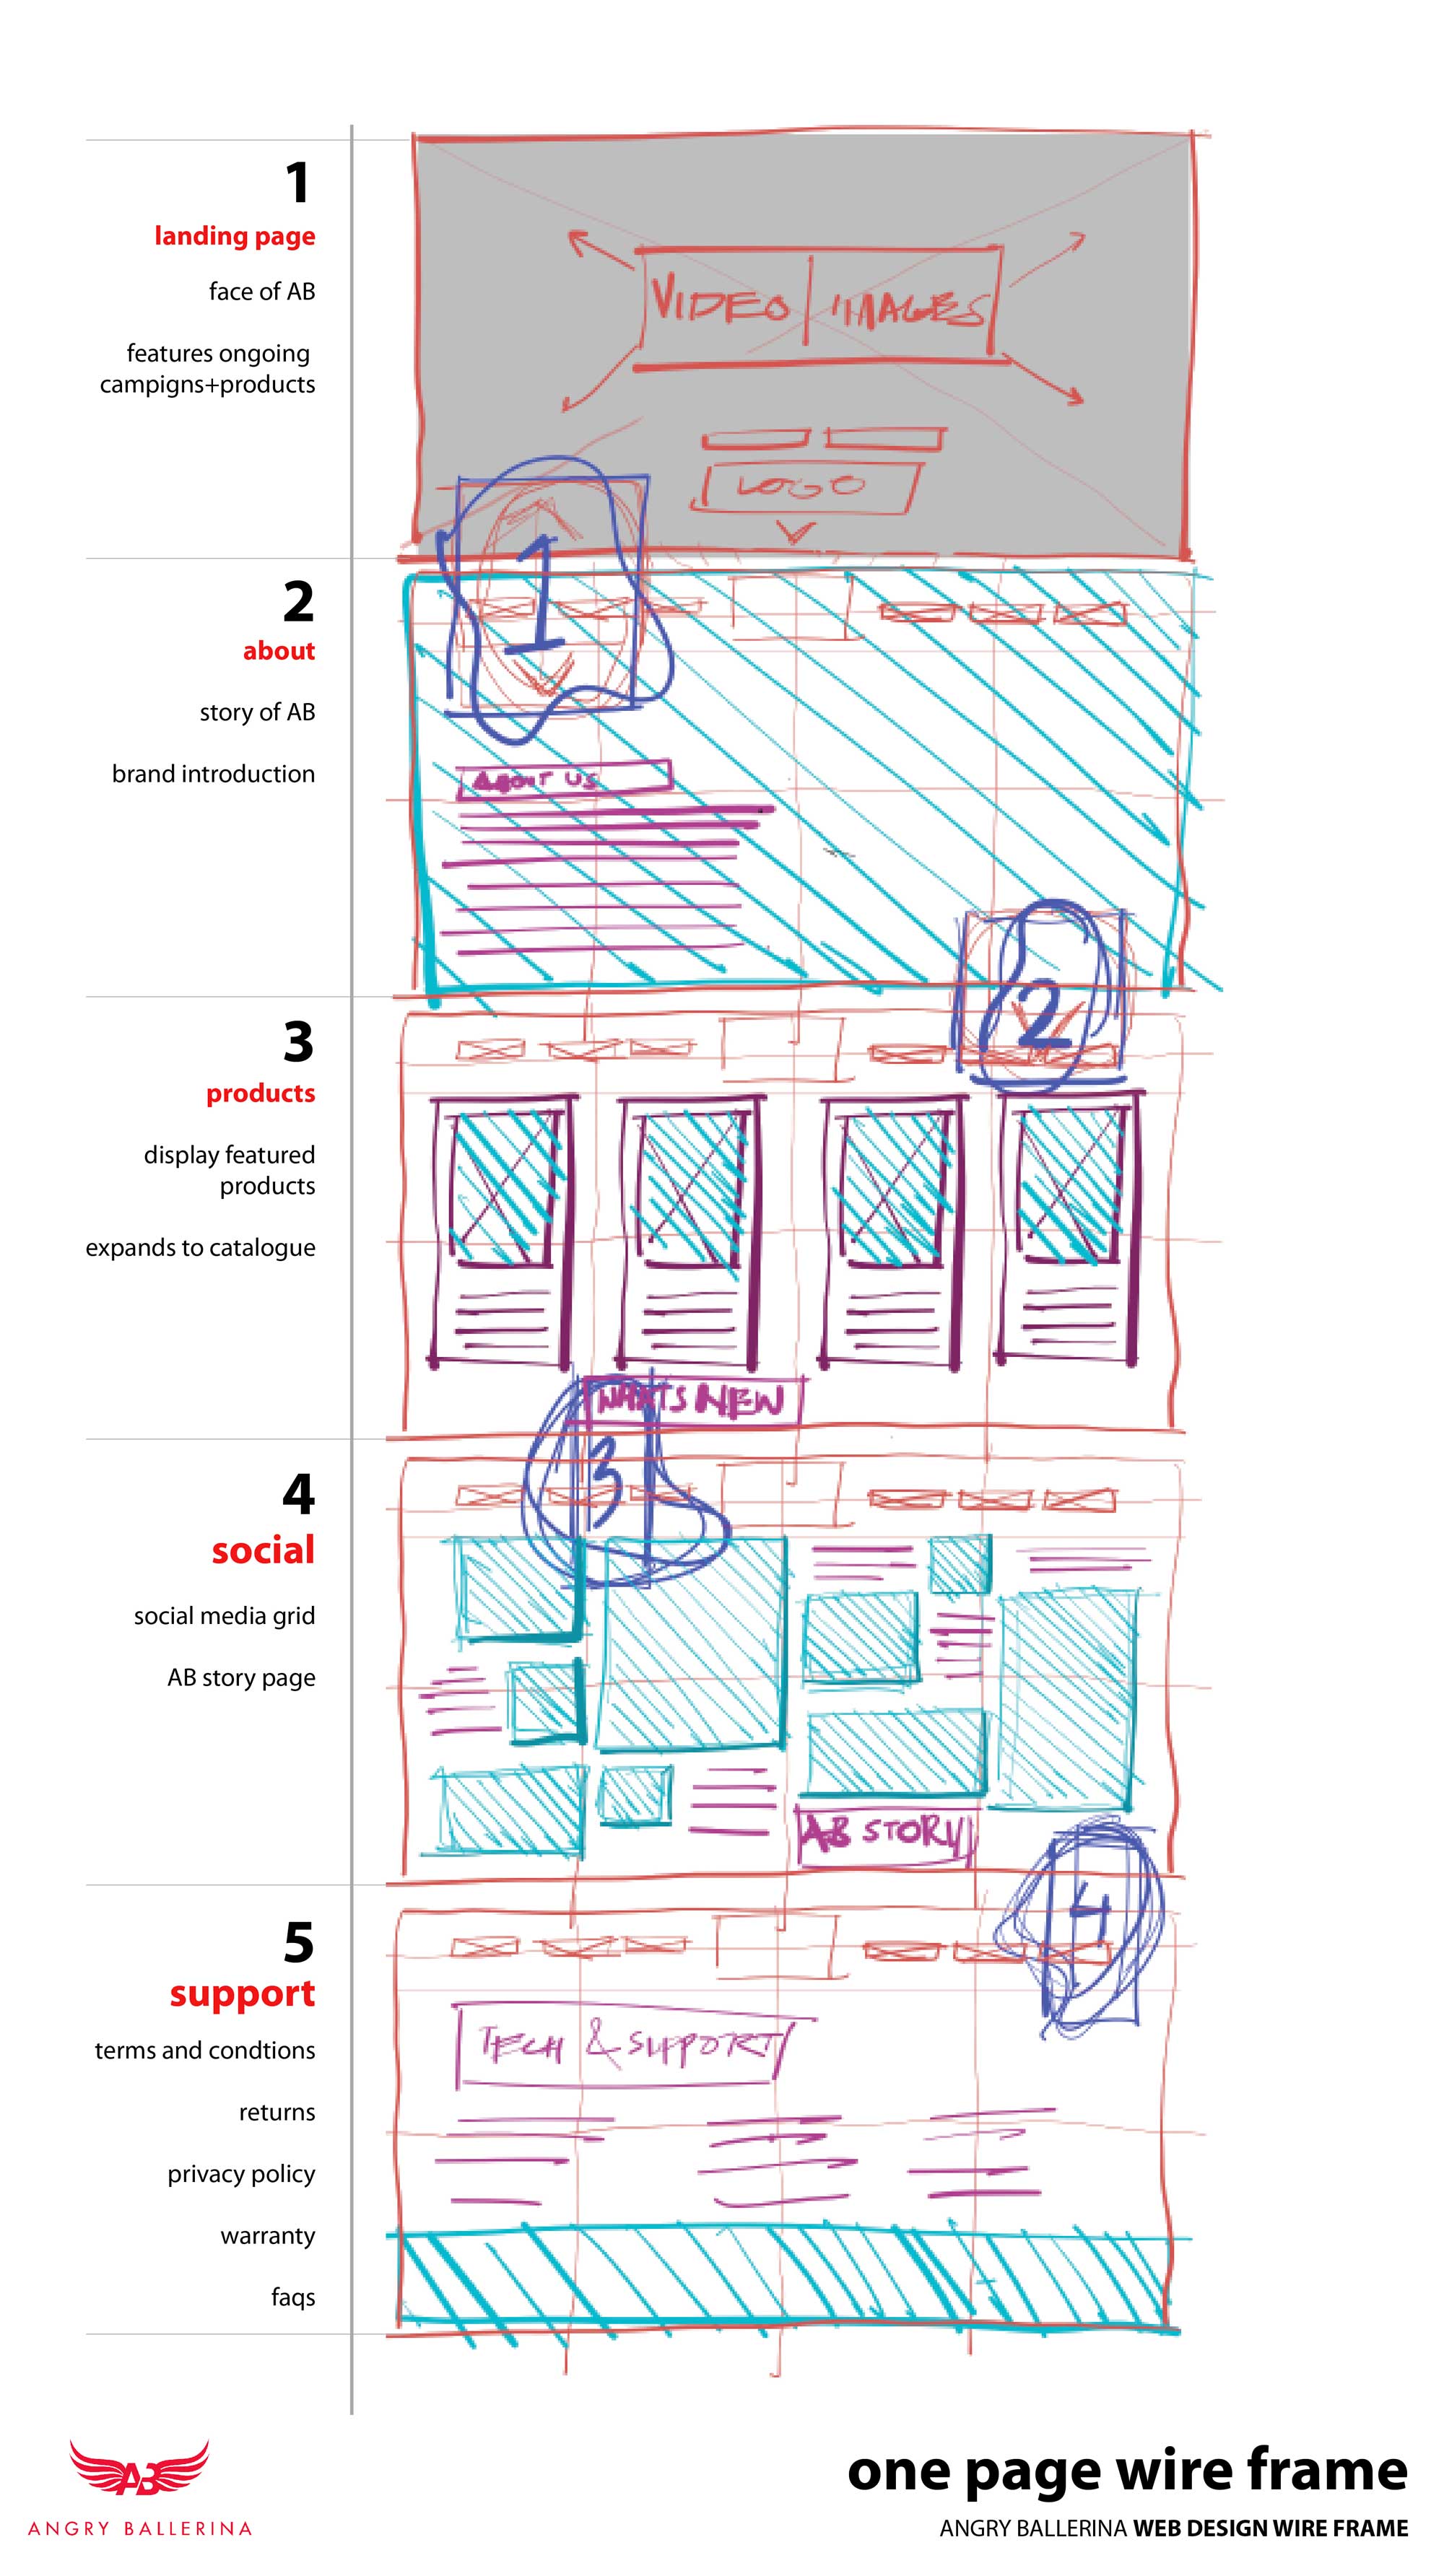 1
landing page
face of AB
features ongoing
campigns+products
VIDEO IMAGES
LOGO
1
2
about
story of AB
brand introduction
ABOUT US
2
3
products
display featured
products
expands to catalogue
WHATS NEW
3
4
social
social media grid
AB story page
AB STORY
4
5
support
terms and condtions
returns
privacy policy
warranty
faqs
TECH & SUPPORT
AB
ANGRY BALLERINA
one page wire frame
ANGRY BALLERINA WEB DESIGN WIRE FRAME